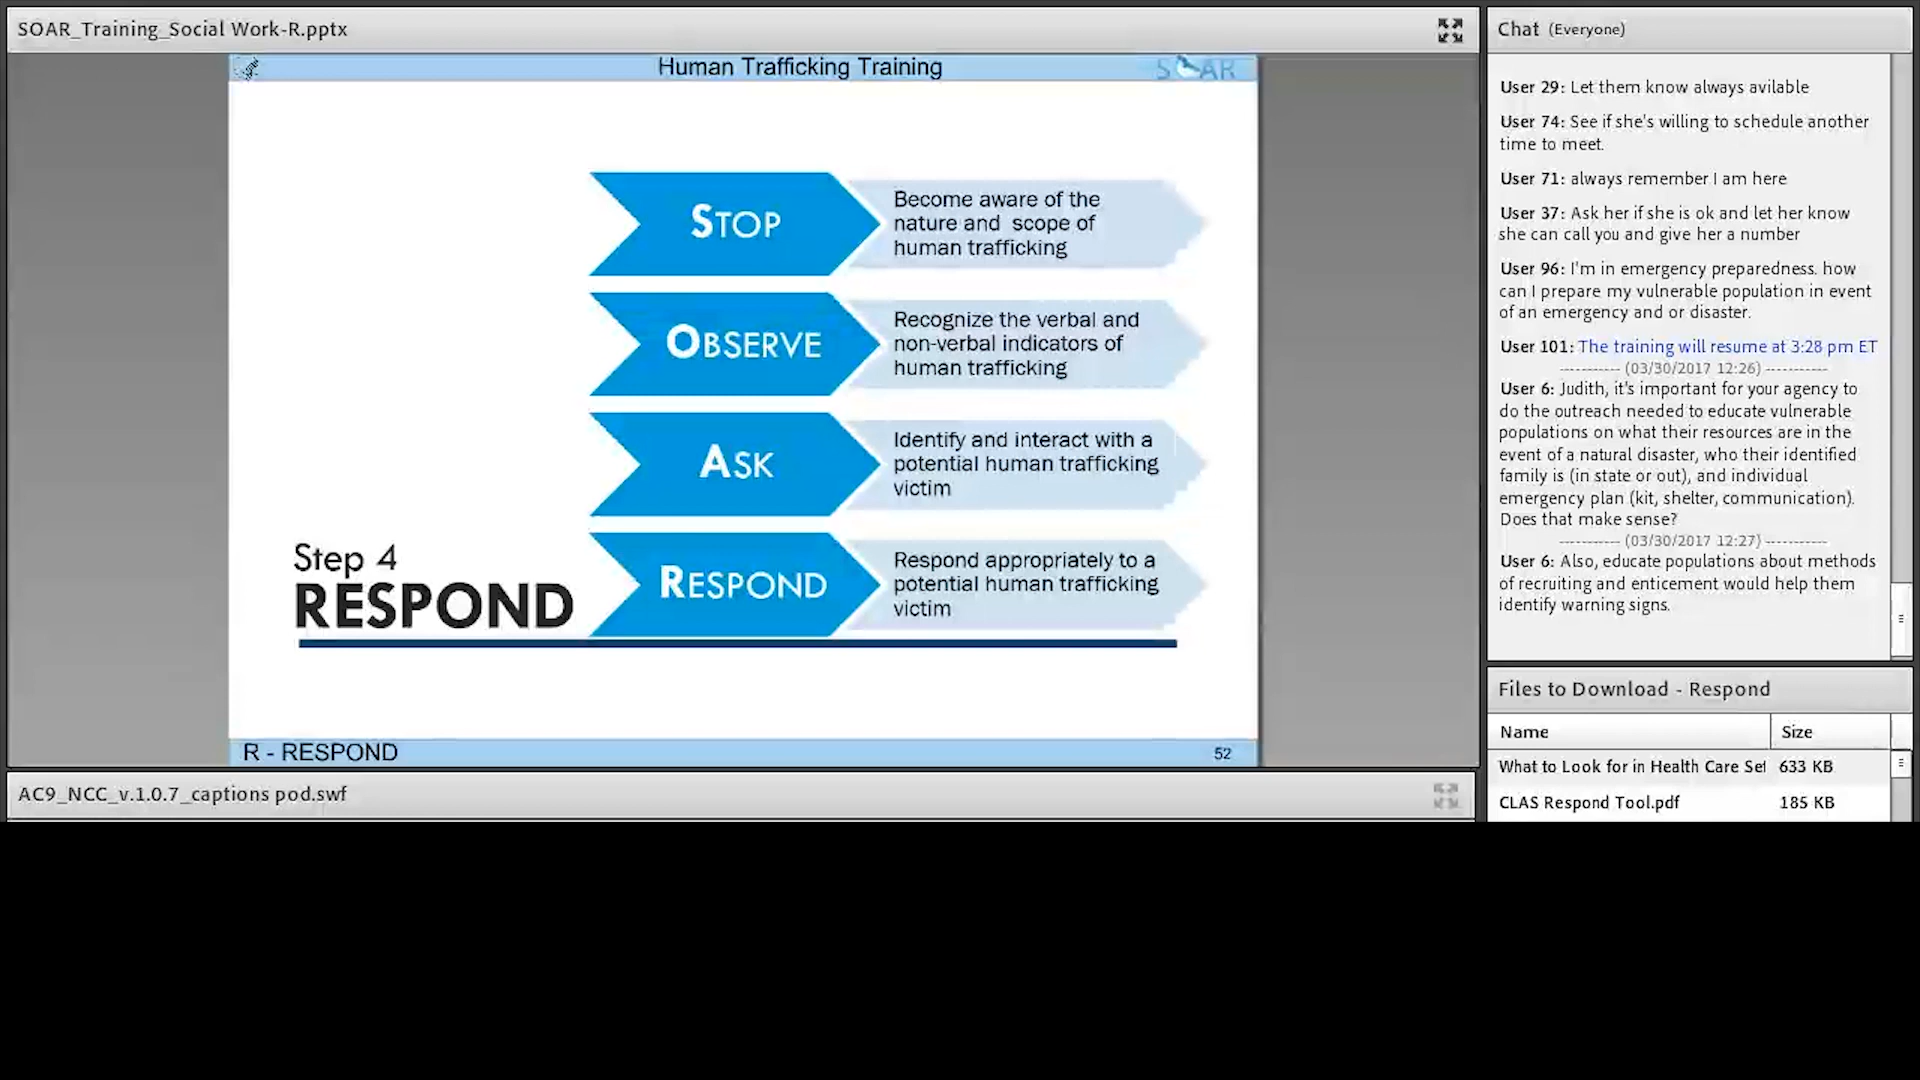 SOAR_Training_Social Work-R.pptx
Human Trafficking Training
SOAR
STOP
Become aware of the
nature and scope of
human trafficking
OBSERVE
Recognize the verbal and
non-verbal indicators of
human trafficking
ASK
Identify and interact with a
potential human trafficking
victim
Step 4
RESPOND
RESPOND
Respond appropriately to a
potential human trafficking
victim
R - RESPOND
52
AC9_NCC_v.1.0.7_captions pod.swf
Chat (Everyone)
User 29: Let them know always avilable
User 74: See if she's willing to schedule another
time to meet.
User 71: always remember I am here
User 37: Ask her if she is ok and let her know
she can call you and give her a number
User 96: I'm in emergency preparedness. how
can I prepare my vulnerable population in event
of an emergency and or disaster.
User 101: The training will resume at 3:28 pm ET
----------- (03/30/2017 12:26) -----------
User 6: Judith, it's important for your agency to
do the outreach needed to educate vulnerable
populations on what their resources are in the
event of a natural disaster, who their identified
family is (in state or out), and individual
emergency plan (kit, shelter, communication).
Does that make sense?
----------- (03/30/2017 12:27) -----------
User 6: Also, educate populations about methods
of recruiting and enticement would help them
identify warning signs.
Files to Download - Respond
Name Size
What to Look for in Health Care Set 633 KB
CLAS Respond Tool.pdf 185 KB